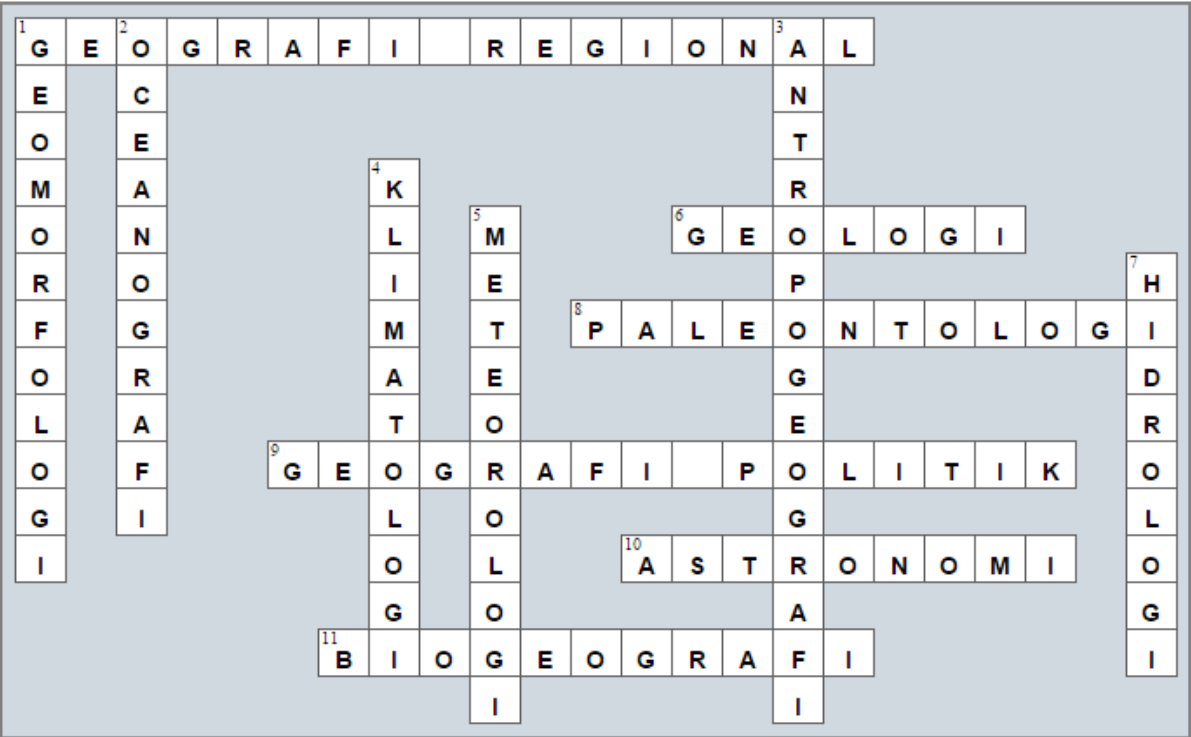 1 GEOGRAFI REGIONAL
GEOMORFOLOGI
2 OCEANOGRAFI
3 ANTROPOGEOGRAFI
4 KLIMATOLOGI
5 METEOROLOGI
6 GEOLOGI
7 HIDROLOGI
8 PALEONTOLOGI
9 GEOGRAFI POLITIK
10 ASTRONOMI
11 BIOGEOGRAFI